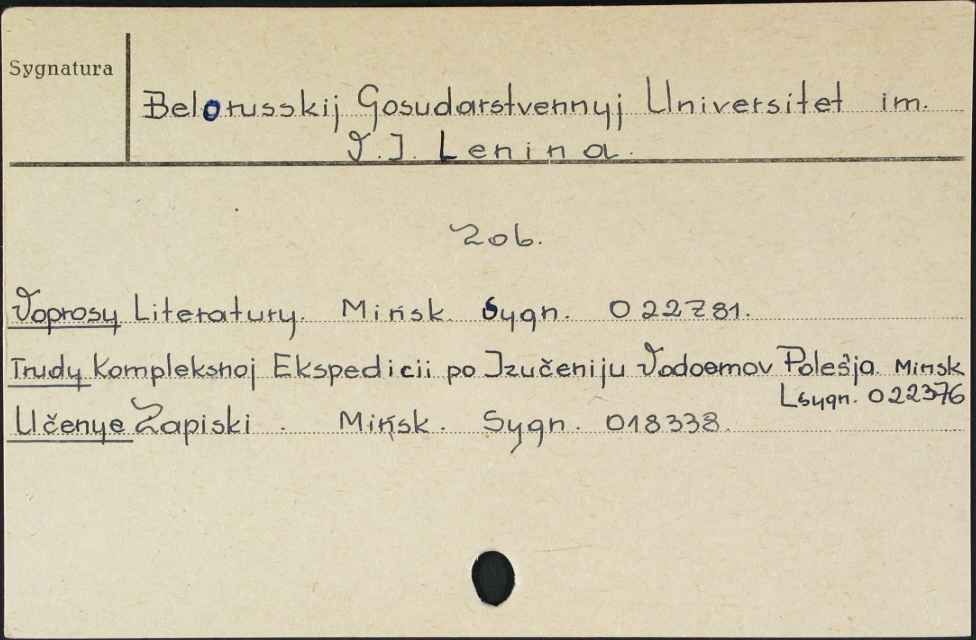 Sygnatura
Belorusskij Gosudarstvennyj Universitet im.
V.I. Lenina.
Zob.
Voprosy Literatury. Mińsk. Sygn. 022781.
Trudy Kompleksnoj Ekspedicii po Izučeniju Vodoemov Poleśja. Minsk
sygn. 022376
Učenye Zapiski. Mińsk. Sygn. 018338.